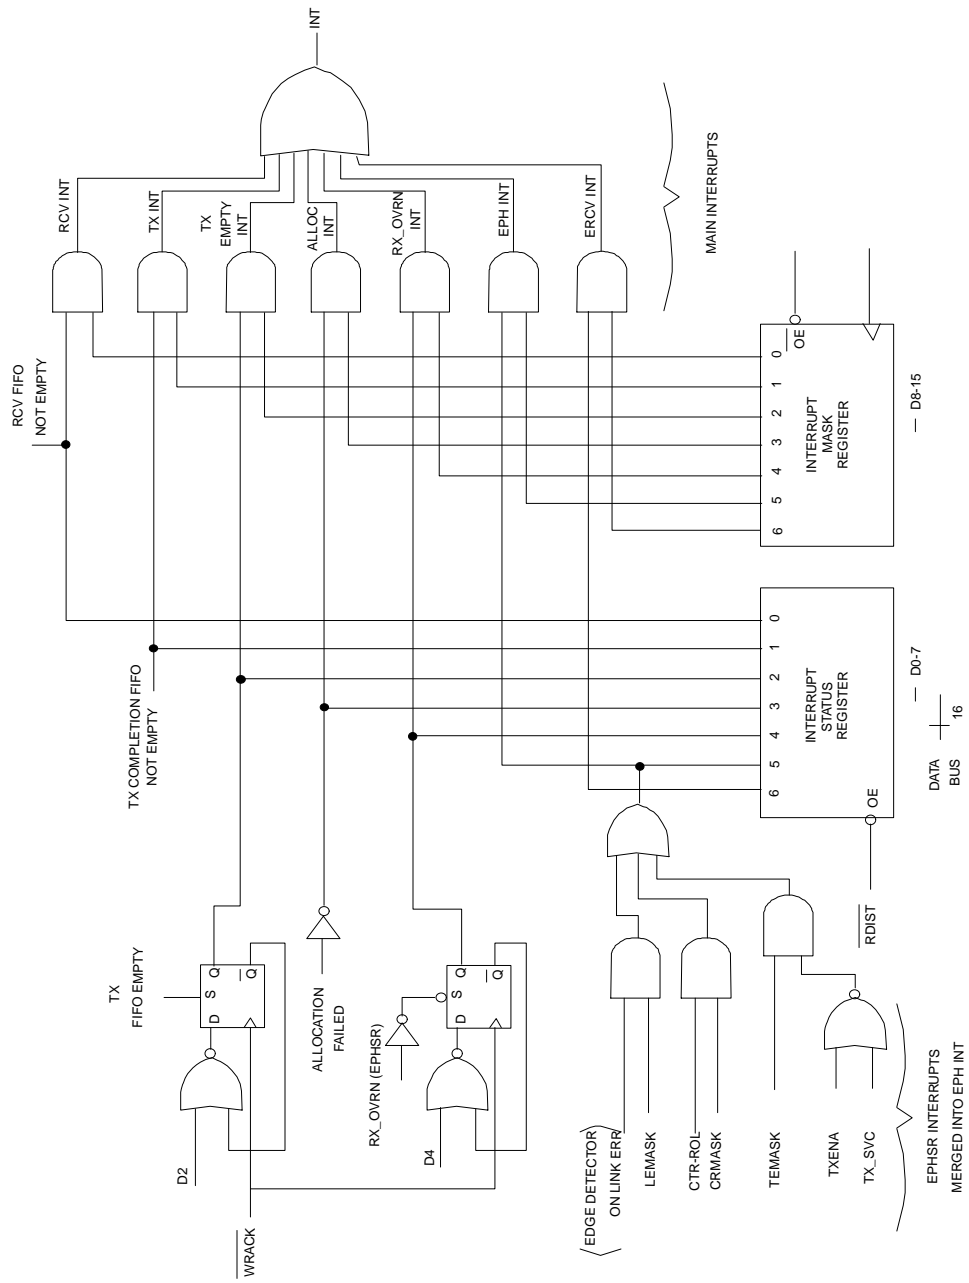 INT
RCV INT
TX INT
TX
EMPTY
INT
ALLOC
INT
RX_OVRN
INT
EPH INT
ERCV INT
MAIN INTERRUPTS
RCV FIFO
NOT EMPTY
OE
0
1
2
3
4
5
6
INTERRUPT
MASK
REGISTER
D8-15
TX COMPLETION FIFO
NOT EMPTY
0
1
2
3
4
5
6
INTERRUPT
STATUS
REGISTER
OE
D0-7
DATA
BUS
16
RDIST
TX
FIFO EMPTY
S
D
Q
Q
D2
WRACK
ALLOCATION
FAILED
RX_OVRN (EPHSR)
S
D
Q
Q
D4
EDGE DETECTOR
ON LINK ERR
LEMASK
CTR-ROL
CRMASK
TEMASK
TXENA
TX_SVC
EPHSR INTERRUPTS
MERGED INTO EPH INT